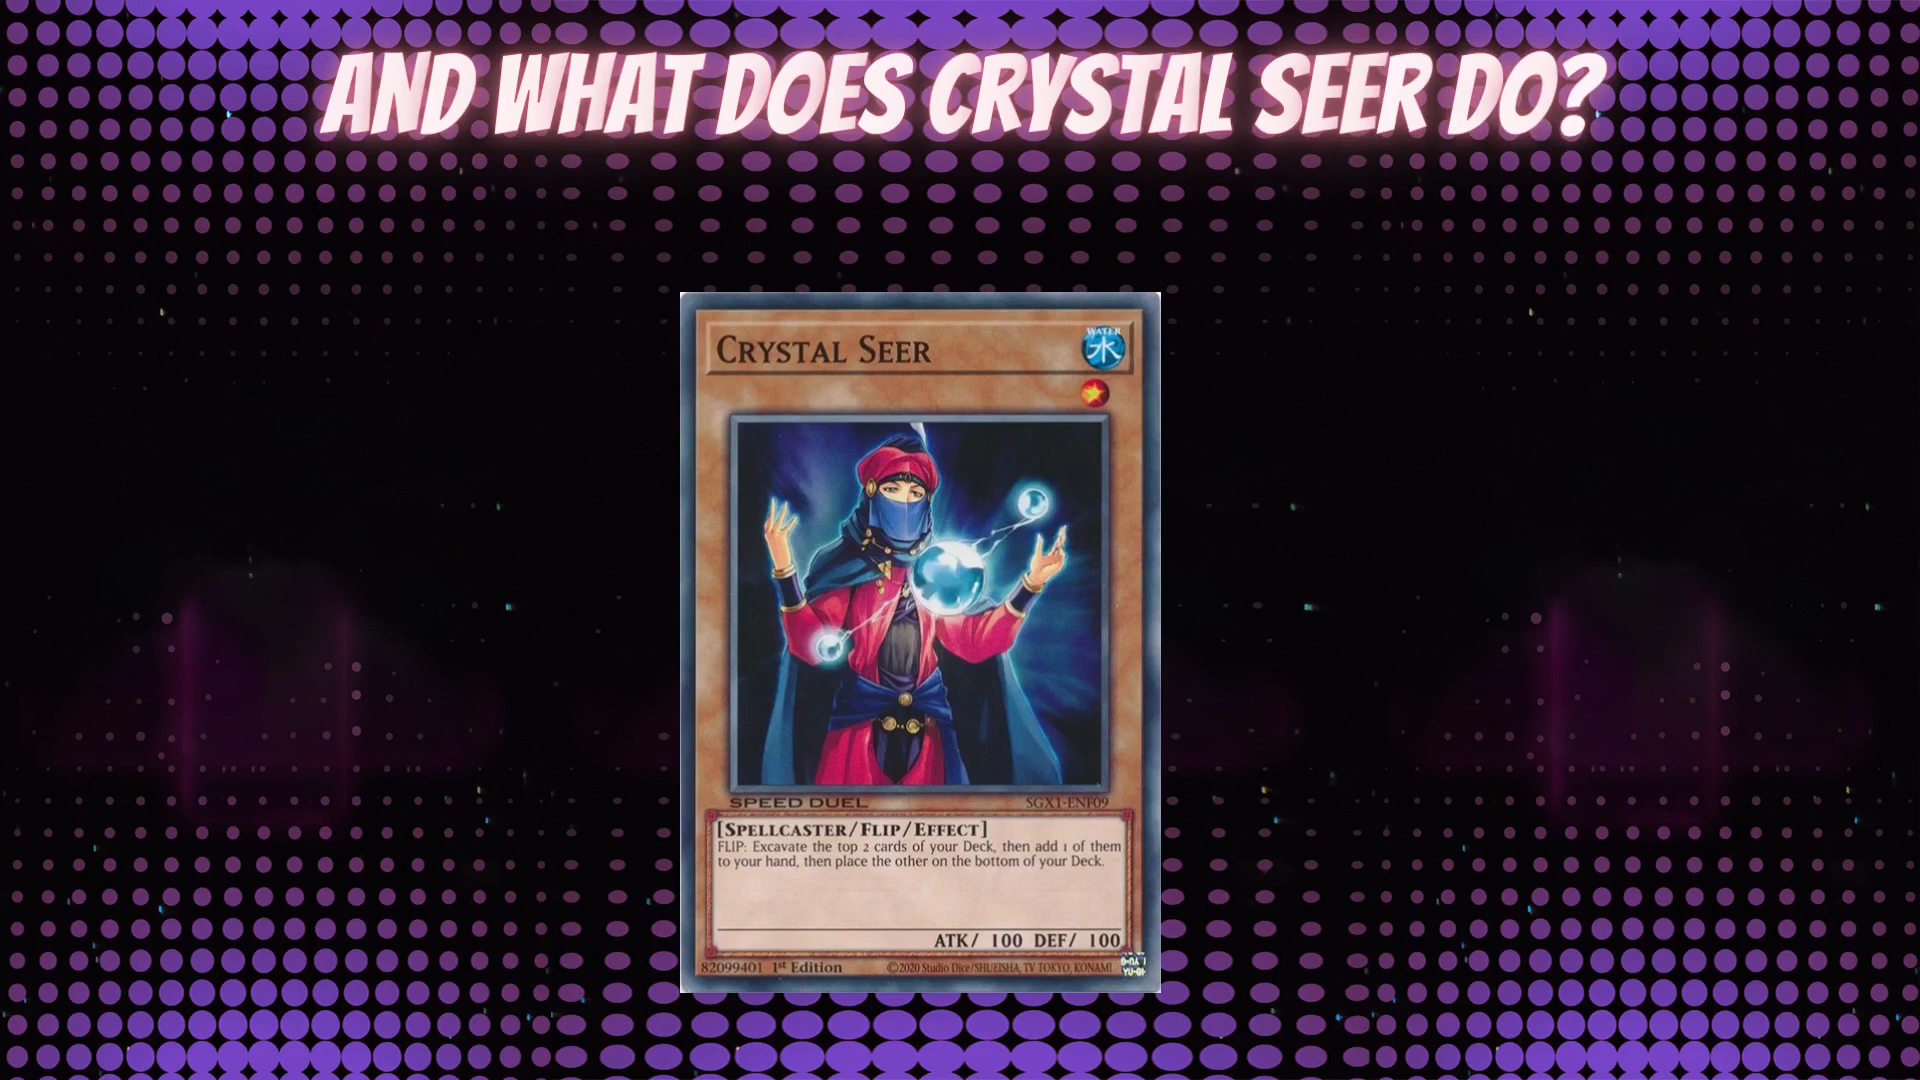 AND WHAT DOES CRYSTAL SEER DO?
CRYSTAL SEER
WATER
水
SPEED DUEL
SGX1-ENF09
[SPELLCASTER/FLIP/EFFECT]
FLIP: Excavate the top 2 cards of your Deck, then add 1 of them
to your hand, then place the other on the bottom of your Deck.
ATK/ 100 DEF/ 100
82099401 1st Edition
©2020 Studio Dice/SHUEISHA, TV TOKYO, KONAMI